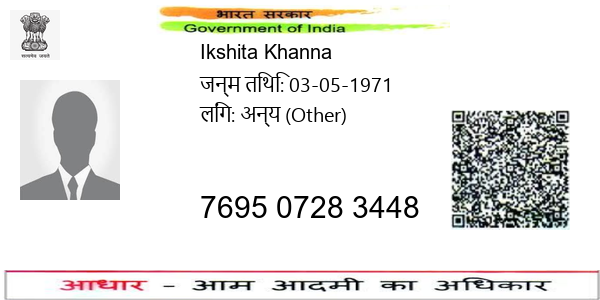 भारत सरकार
Government of India
सत्यमेव जयते
Ikshita Khanna
जन्म तिथि: 03-05-1971
लिंग: अन्य (Other)
7695 0728 3448
आधार - आम आदमी का अधिकार